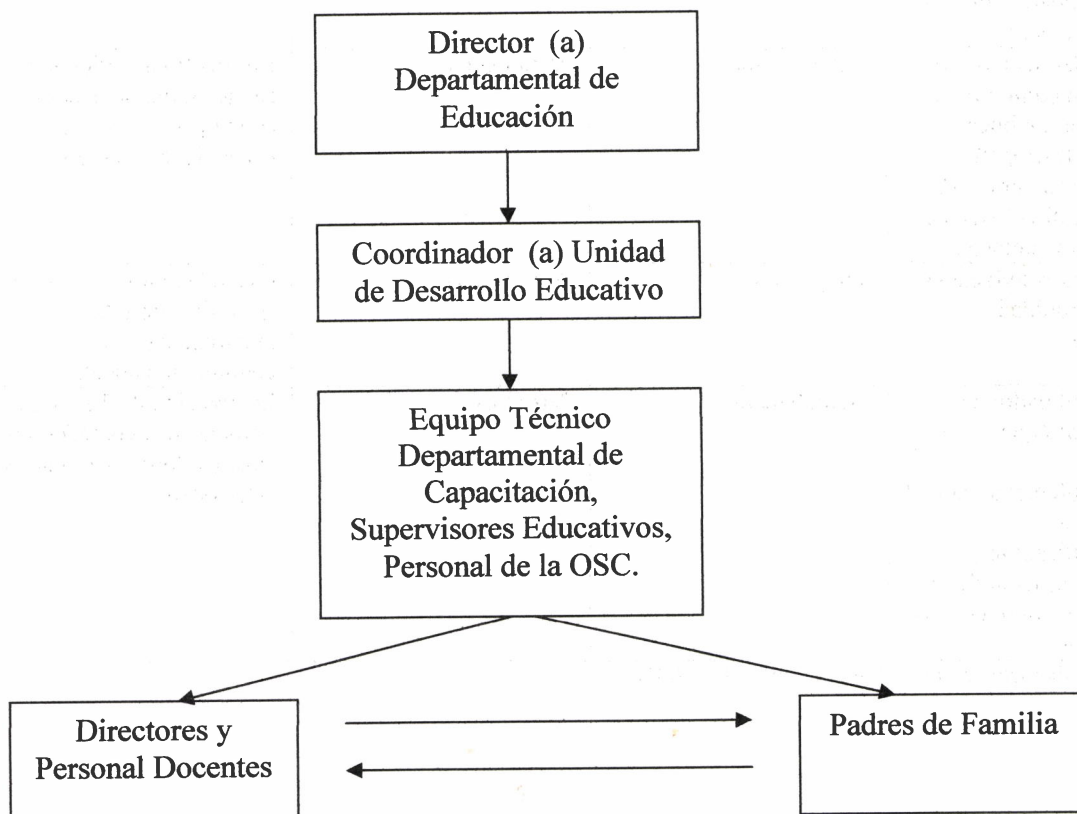 Director (a)
Departamental de
Educación
Coordinador (a) Unidad
de Desarrollo Educativo
Equipo Técnico
Departamental de
Capacitación,
Supervisores Educativos,
Personal de la OSC.
Directores y
Personal Docentes
Padres de Familia